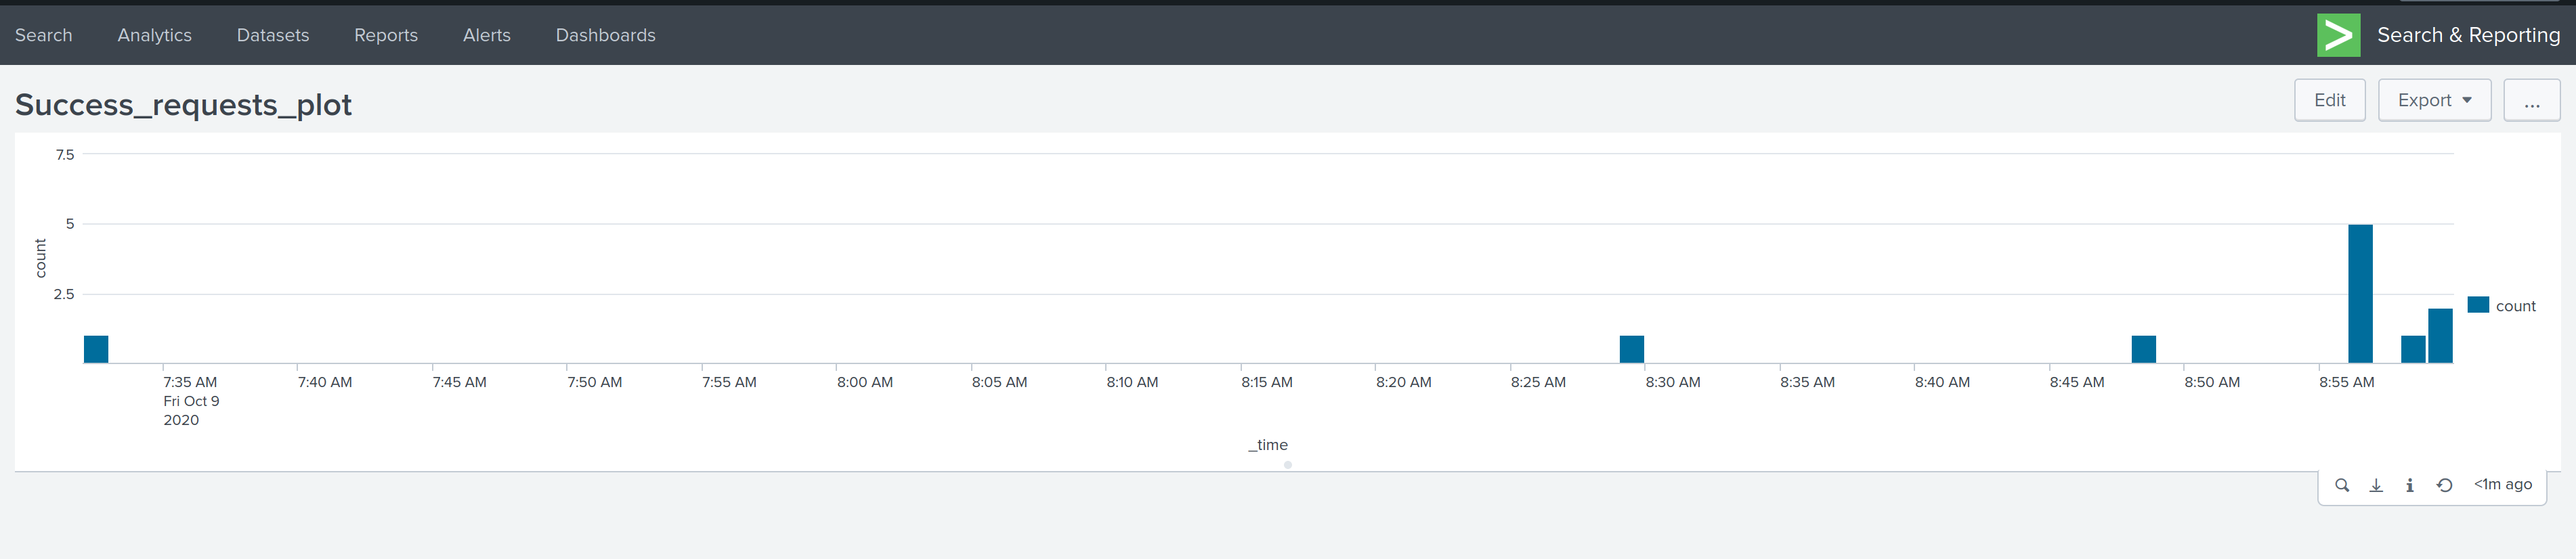 Search Analytics Datasets Reports Alerts Dashboards Search & Reporting
Success_requests_plot
Edit Export ...
7.5
5
2.5
count
count
7:35 AM 7:40 AM 7:45 AM 7:50 AM 7:55 AM 8:00 AM 8:05 AM 8:10 AM 8:15 AM 8:20 AM 8:25 AM 8:30 AM 8:35 AM 8:40 AM 8:45 AM 8:50 AM 8:55 AM
Fri Oct 9
2020
_time
<1m ago